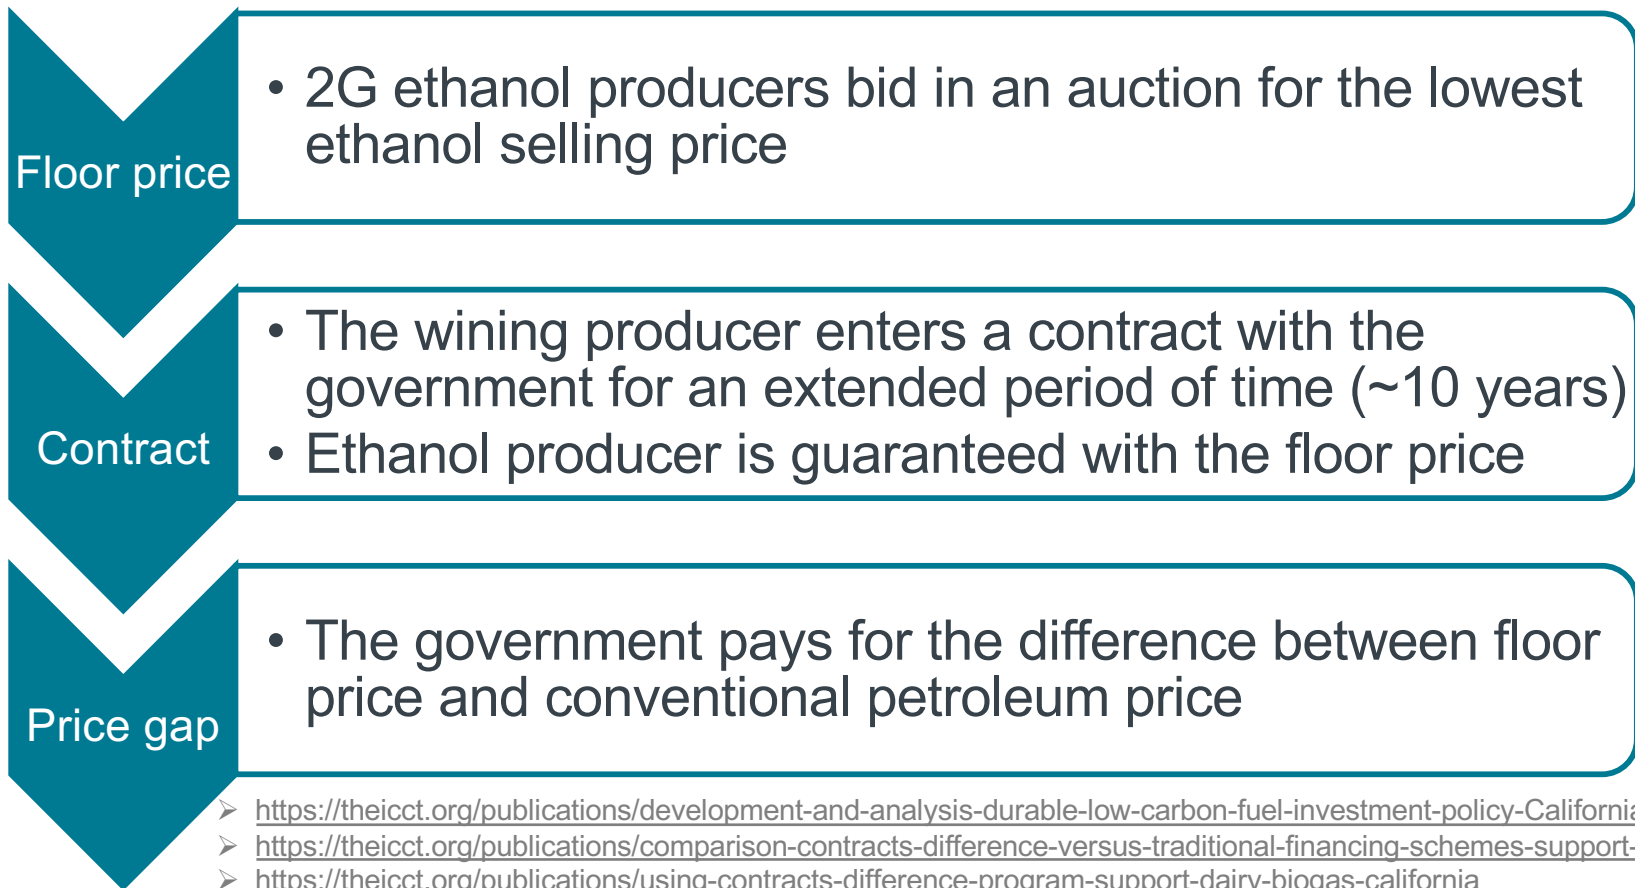 Floor price
• 2G ethanol producers bid in an auction for the lowest
ethanol selling price
Contract
• The wining producer enters a contract with the
government for an extended period of time (~10 years)
• Ethanol producer is guaranteed with the floor price
Price gap
• The government pays for the difference between floor
price and conventional petroleum price
➢ https://theicct.org/publications/development-and-analysis-durable-low-carbon-fuel-investment-policy-California
➢ https://theicct.org/publications/comparison-contracts-difference-versus-traditional-financing-schemes-support-
➢ https://theicct.org/publications/using-contracts-difference-program-support-dairy-biogas-california